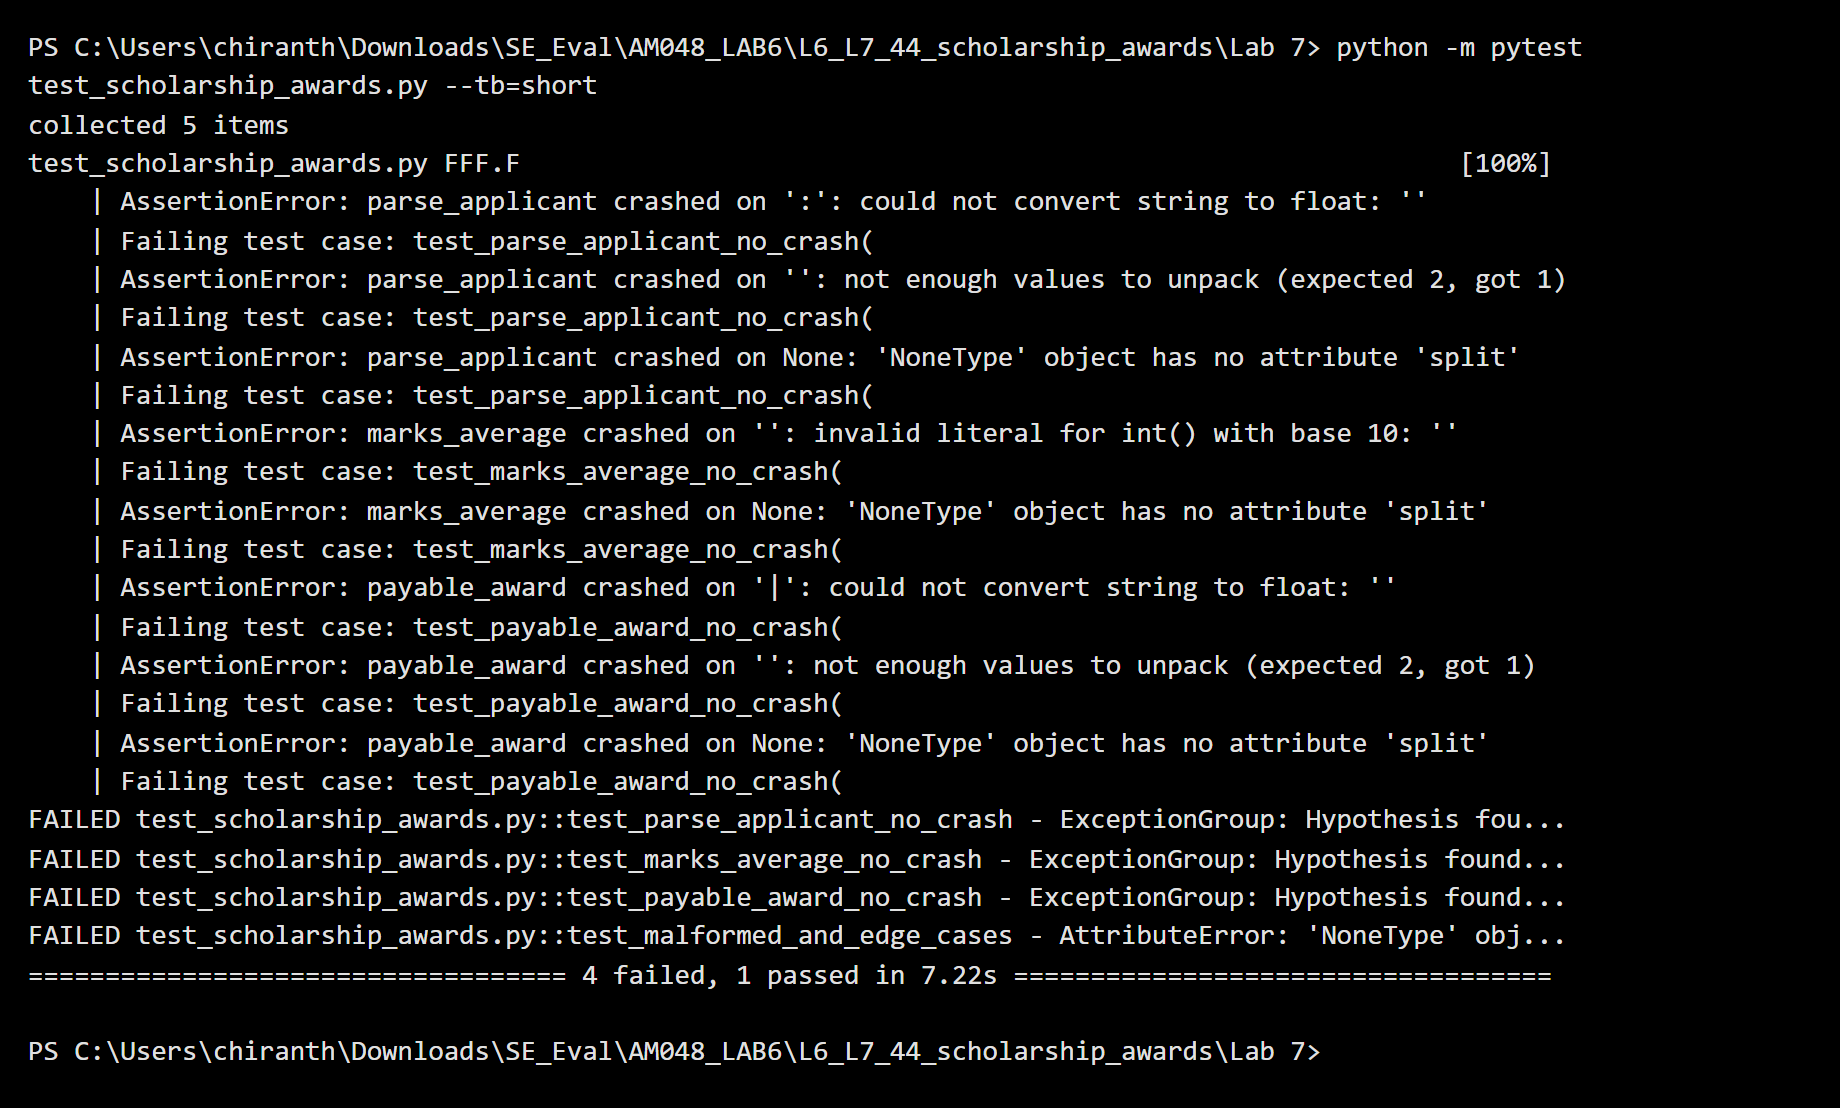 PS C:\Users\chiranth\Downloads\SE_Eval\AM048_LAB6\L6_L7_44_scholarship_awards\Lab 7> python -m pytest
test_scholarship_awards.py --tb=short
collected 5 items
test_scholarship_awards.py FFF.F [100%]
| AssertionError: parse_applicant crashed on ':': could not convert string to float: ''
| Failing test case: test_parse_applicant_no_crash(
| AssertionError: parse_applicant crashed on '': not enough values to unpack (expected 2, got 1)
| Failing test case: test_parse_applicant_no_crash(
| AssertionError: parse_applicant crashed on None: 'NoneType' object has no attribute 'split'
| Failing test case: test_parse_applicant_no_crash(
| AssertionError: marks_average crashed on '': invalid literal for int() with base 10: ''
| Failing test case: test_marks_average_no_crash(
| AssertionError: marks_average crashed on None: 'NoneType' object has no attribute 'split'
| Failing test case: test_marks_average_no_crash(
| AssertionError: payable_award crashed on '|': could not convert string to float: ''
| Failing test case: test_payable_award_no_crash(
| AssertionError: payable_award crashed on '': not enough values to unpack (expected 2, got 1)
| Failing test case: test_payable_award_no_crash(
| AssertionError: payable_award crashed on None: 'NoneType' object has no attribute 'split'
| Failing test case: test_payable_award_no_crash(
FAILED test_scholarship_awards.py::test_parse_applicant_no_crash - ExceptionGroup: Hypothesis fou...
FAILED test_scholarship_awards.py::test_marks_average_no_crash - ExceptionGroup: Hypothesis found...
FAILED test_scholarship_awards.py::test_payable_award_no_crash - ExceptionGroup: Hypothesis found...
FAILED test_scholarship_awards.py::test_malformed_and_edge_cases - AttributeError: 'NoneType' obj...
=================================== 4 failed, 1 passed in 7.22s ===================================
PS C:\Users\chiranth\Downloads\SE_Eval\AM048_LAB6\L6_L7_44_scholarship_awards\Lab 7>